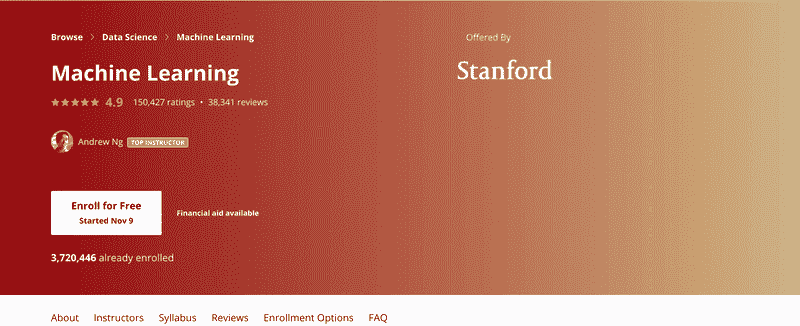 Browse > Data Science > Machine Learning
Offered By
Machine Learning
Stanford
4.9 150,427 ratings • 38,341 reviews
Andrew Ng TOP INSTRUCTOR
Enroll for Free
Started Nov 9
Financial aid available
3,720,446 already enrolled
About Instructors Syllabus Reviews Enrollment Options FAQ